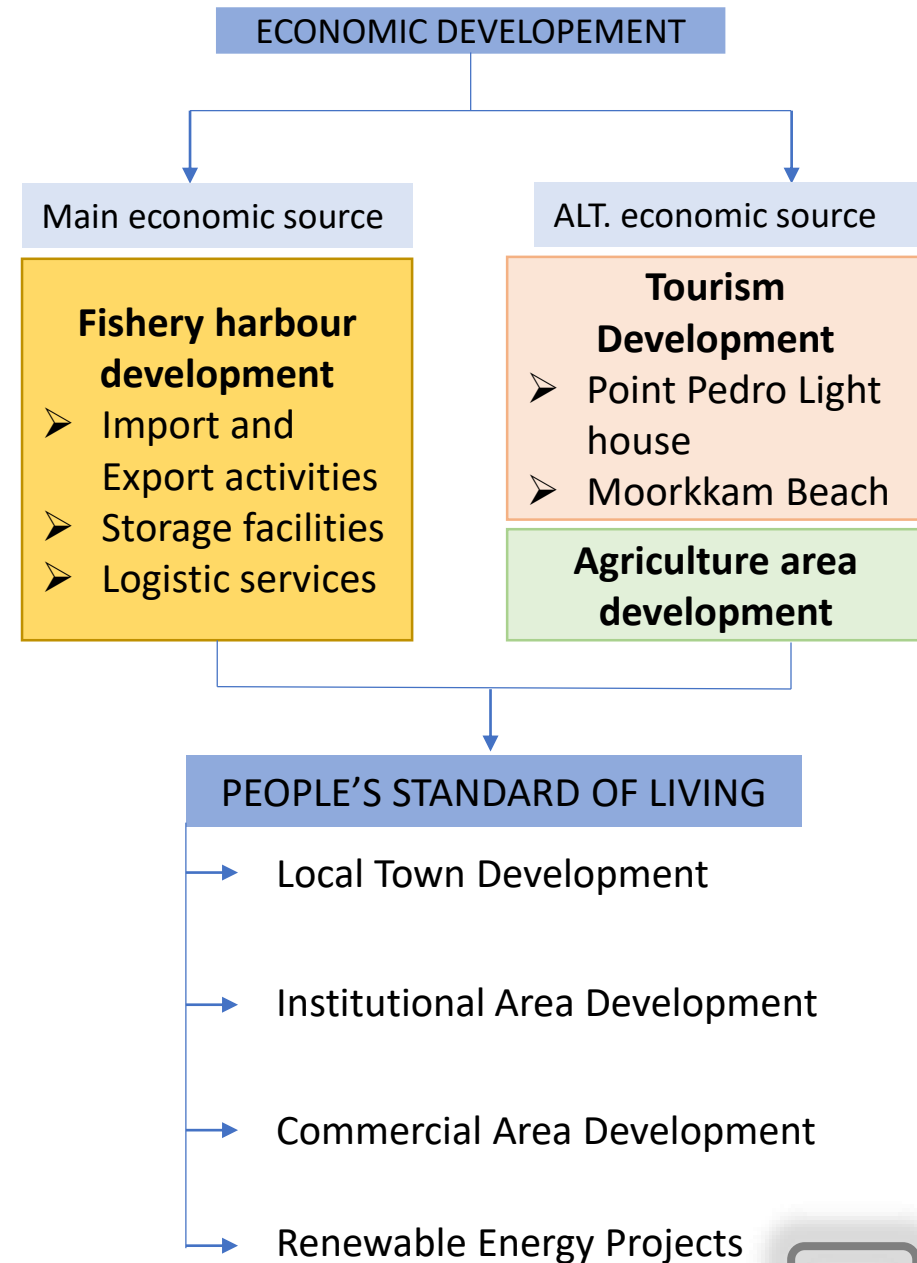 ECONOMIC DEVELOPEMENT
Main economic source
Fishery harbour
development
➢ Import and
Export activities
➢ Storage facilities
➢ Logistic services
ALT. economic source
Tourism
Development
➢ Point Pedro Light
house
➢ Moorkkam Beach
Agriculture area
development
PEOPLE’S STANDARD OF LIVING
Local Town Development
Institutional Area Development
Commercial Area Development
Renewable Energy Projects